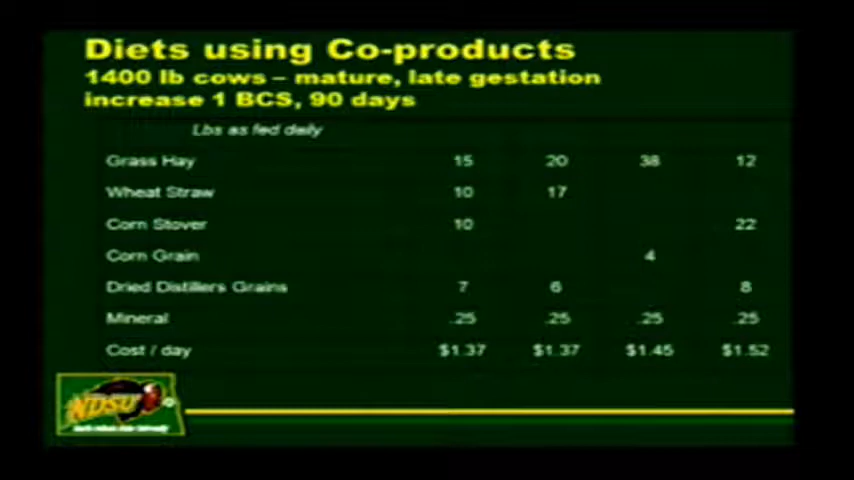 Diets using Co-products
1400 lb cows – mature, late gestation
increase 1 BCS, 90 days
Lbs as fed daily
Grass Hay 15 20 38 12
Wheat Straw 10 17
Corn Stover 10 22
Corn Grain 4
Dried Distillers Grains 7 6 8
Mineral .25 .25 .25 .25
Cost / day $1.37 $1.37 $1.45 $1.52
NDSU